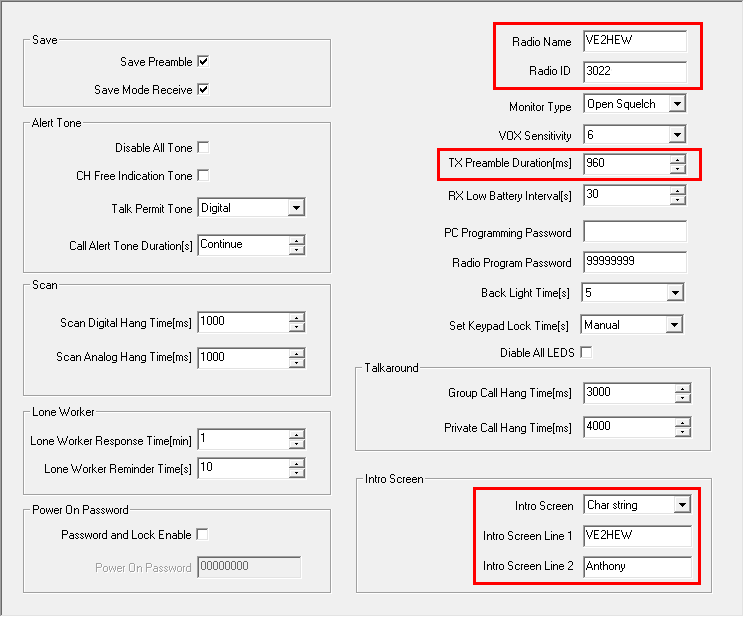 Save
Save Preamble
Save Mode Receive
Alert Tone
Disable All Tone
CH Free Indication Tone
Talk Permit Tone Digital
Call Alert Tone Duration[s] Continue
Scan
Scan Digital Hang Time[ms] 1000
Scan Analog Hang Time[ms] 1000
Lone Worker
Lone Worker Response Time[min] 1
Lone Worker Reminder Time[s] 10
Power On Password
Password and Lock Enable
Power On Password 00000000
Radio Name VE2HEW
Radio ID 3022
Monitor Type Open Squelch
VOX Sensitivity 6
TX Preamble Duration[ms] 960
RX Low Battery Interval[s] 30
PC Programming Password
Radio Program Password 99999999
Back Light Time[s] 5
Set Keypad Lock Time[s] Manual
Diable All LEDS
Talkaround
Group Call Hang Time[ms] 3000
Private Call Hang Time[ms] 4000
Intro Screen
Intro Screen Char string
Intro Screen Line 1 VE2HEW
Intro Screen Line 2 Anthony